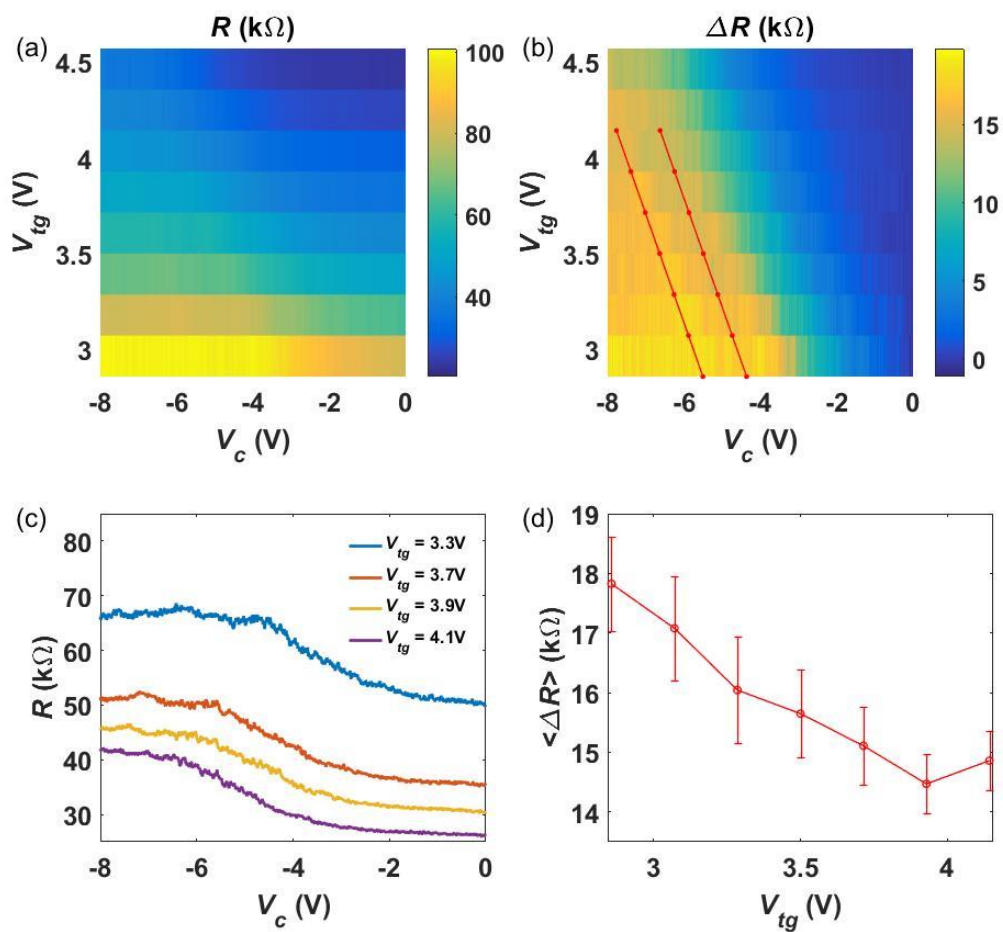 (a)
R (kΩ)
4.5
4
3.5
3
V_tg (V)
-8
-6
-4
-2
0
V_c (V)
100
80
60
40
(b)
ΔR (kΩ)
4.5
4
3.5
3
V_tg (V)
-8
-6
-4
-2
0
V_c (V)
15
10
5
0
(c)
80
70
60
50
40
30
R (kΩ)
V_tg = 3.3V
V_tg = 3.7V
V_tg = 3.9V
V_tg = 4.1V
-8
-6
-4
-2
0
V_c (V)
(d)
19
18
17
16
15
14
<ΔR> (kΩ)
3
3.5
4
V_tg (V)